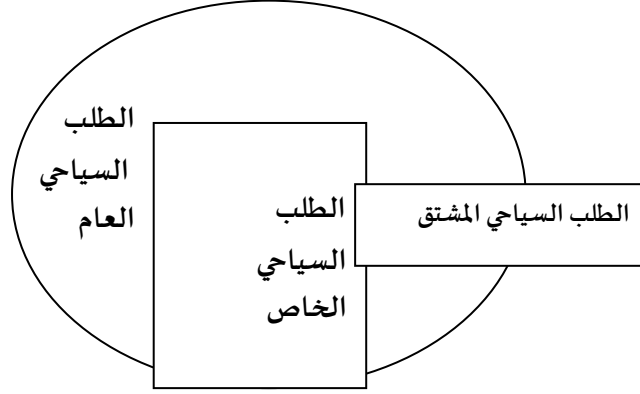 الطلب
السياحي
العام
الطلب
السياحي
الخاص
الطلب السياحي المشتق